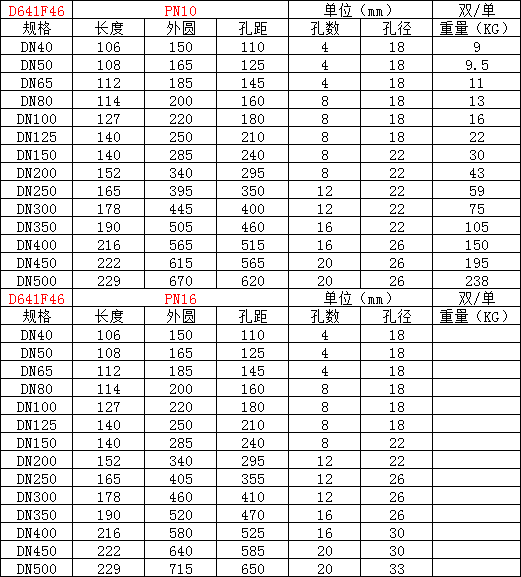 D641F46 PN10 单位（mm） 双/单
规格 长度 外圆 孔距 孔数 孔径 重量（KG）
DN40 106 150 110 4 18 9
DN50 108 165 125 4 18 9.5
DN65 112 185 145 4 18 11
DN80 114 200 160 8 18 13
DN100 127 220 180 8 18 16
DN125 140 250 210 8 18 22
DN150 140 285 240 8 22 30
DN200 152 340 295 8 22 43
DN250 165 395 350 12 22 59
DN300 178 445 400 12 22 75
DN350 190 505 460 16 22 105
DN400 216 565 515 16 26 150
DN450 222 615 565 20 26 195
DN500 229 670 620 20 26 238
D641F46 PN16 单位（mm） 双/单
规格 长度 外圆 孔距 孔数 孔径 重量（KG）
DN40 106 150 110 4 18
DN50 108 165 125 4 18
DN65 112 185 145 4 18
DN80 114 200 160 8 18
DN100 127 220 180 8 18
DN125 140 250 210 8 18
DN150 140 285 240 8 22
DN200 152 340 295 12 22
DN250 165 405 355 12 26
DN300 178 460 410 12 26
DN350 190 520 470 16 26
DN400 216 580 525 16 30
DN450 222 640 585 20 30
DN500 229 715 650 20 33